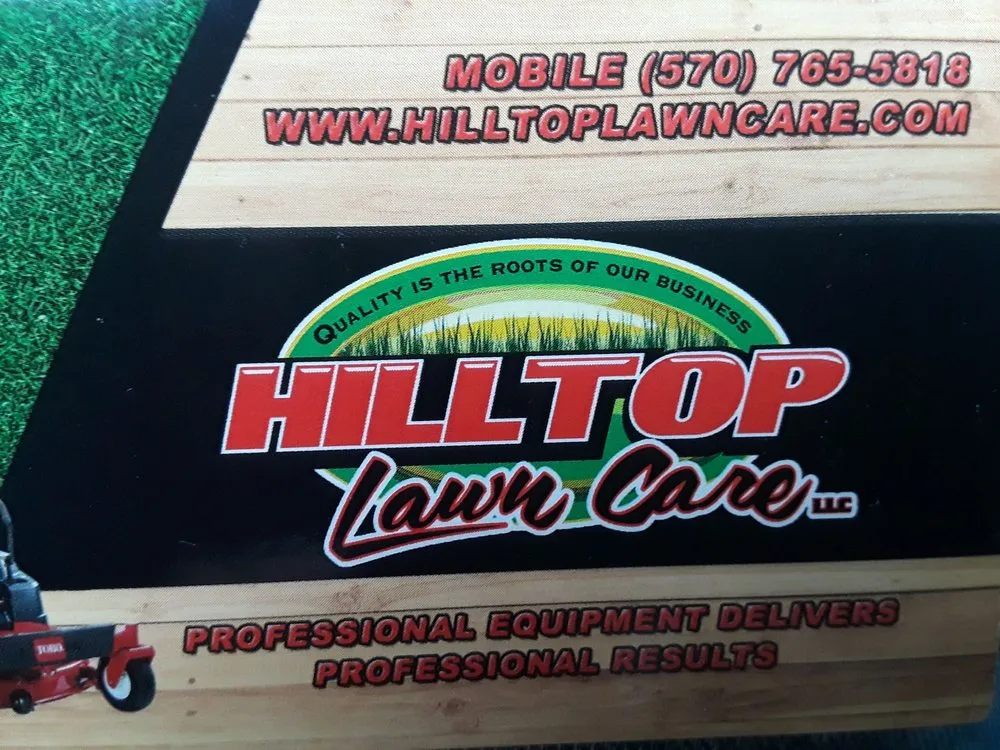 MOBILE (570) 765-5818
WWW.HILLTOPLAWNCARE.COM
QUALITY IS THE ROOTS OF OUR BUSINESS
HILLTOP
Lawn Care LLC
TORO
PROFESSIONAL EQUIPMENT DELIVERS
PROFESSIONAL RESULTS